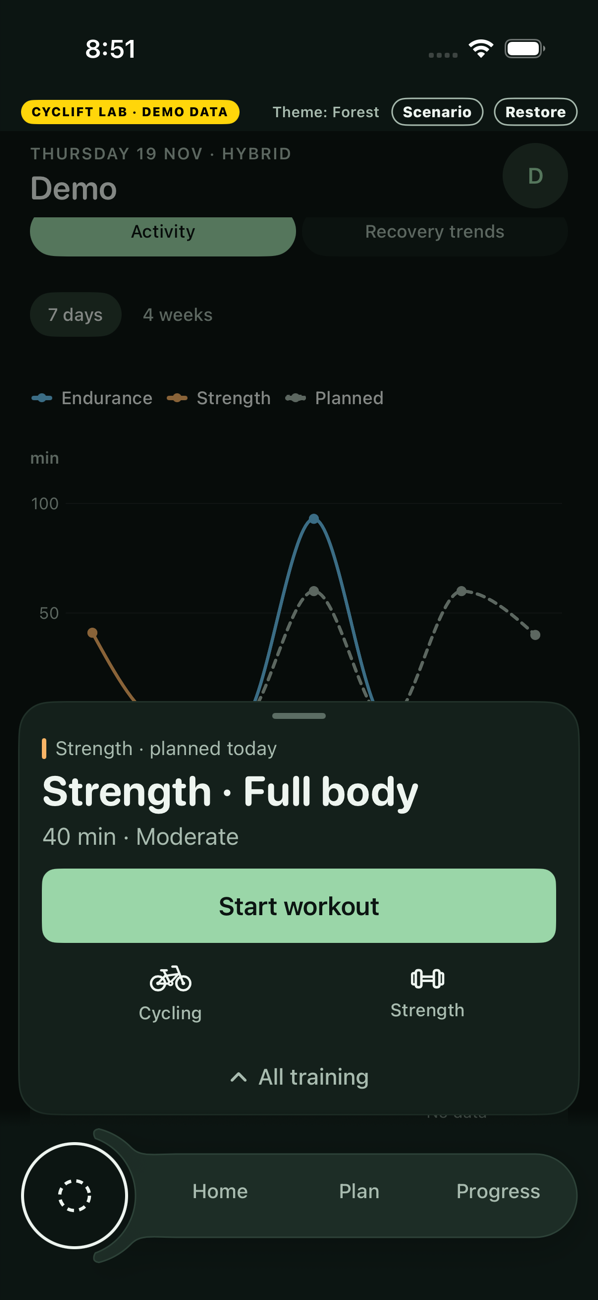 8:51
CYCLIFT LAB · DEMO DATA
Theme: Forest
Scenario
Restore
THURSDAY 19 NOV · HYBRID
Demo
D
Activity
Recovery trends
7 days
4 weeks
Endurance
Strength
Planned
min
100
50
Strength · planned today
Strength · Full body
40 min · Moderate
Start workout
Cycling
Strength
All training
Home
Plan
Progress